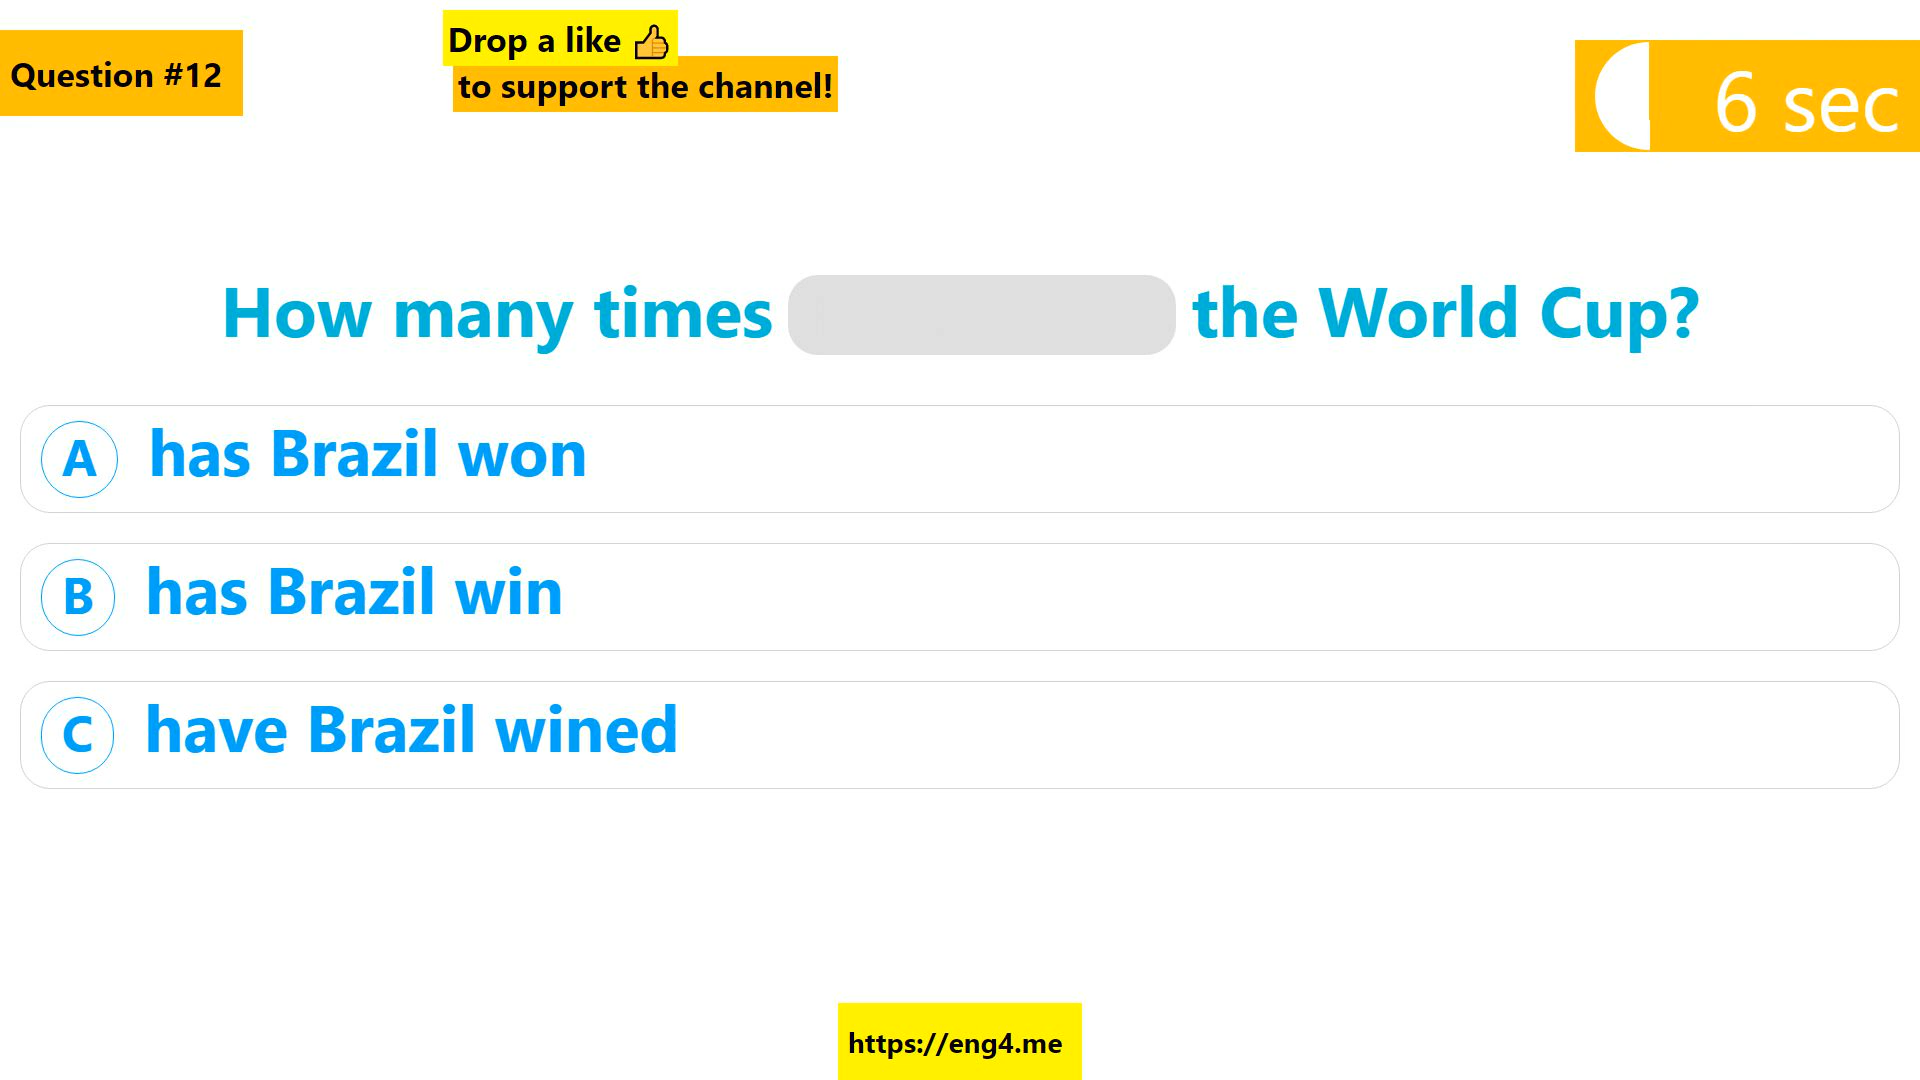 Question #12
Drop a like
to support the channel!
6 sec
How many times the World Cup?
A has Brazil won
B has Brazil win
C have Brazil wined
https://eng4.me